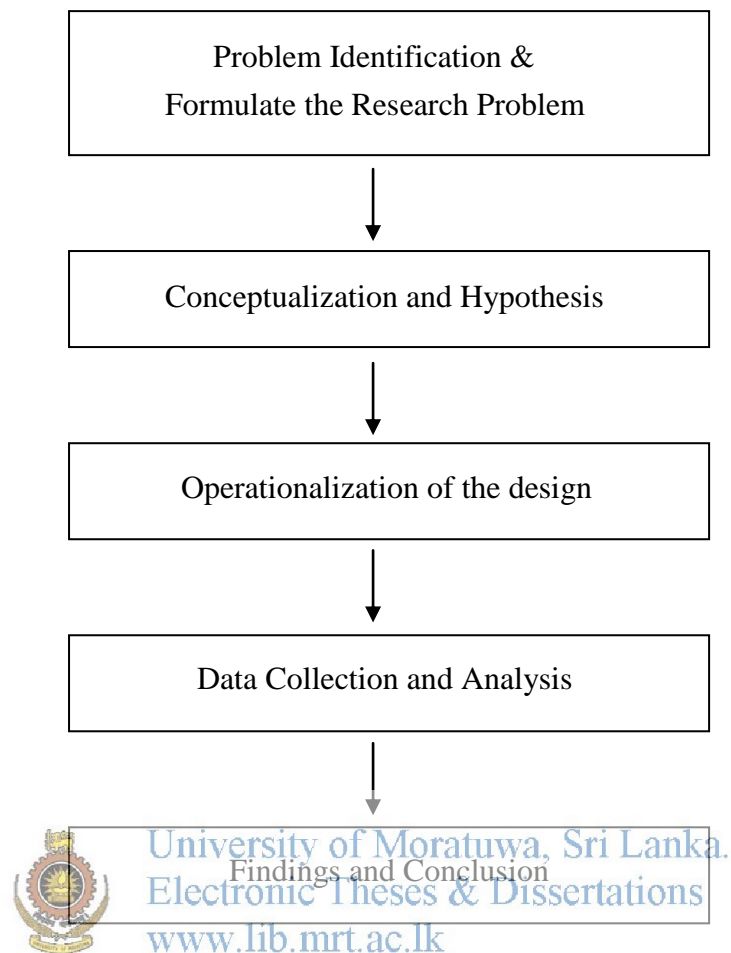 Problem Identification &
Formulate the Research Problem
Conceptualization and Hypothesis
Operationalization of the design
Data Collection and Analysis
University of Moratuwa, Sri Lanka.
Findings and Conclusion
Electronic Theses & Dissertations
www.lib.mrt.ac.lk